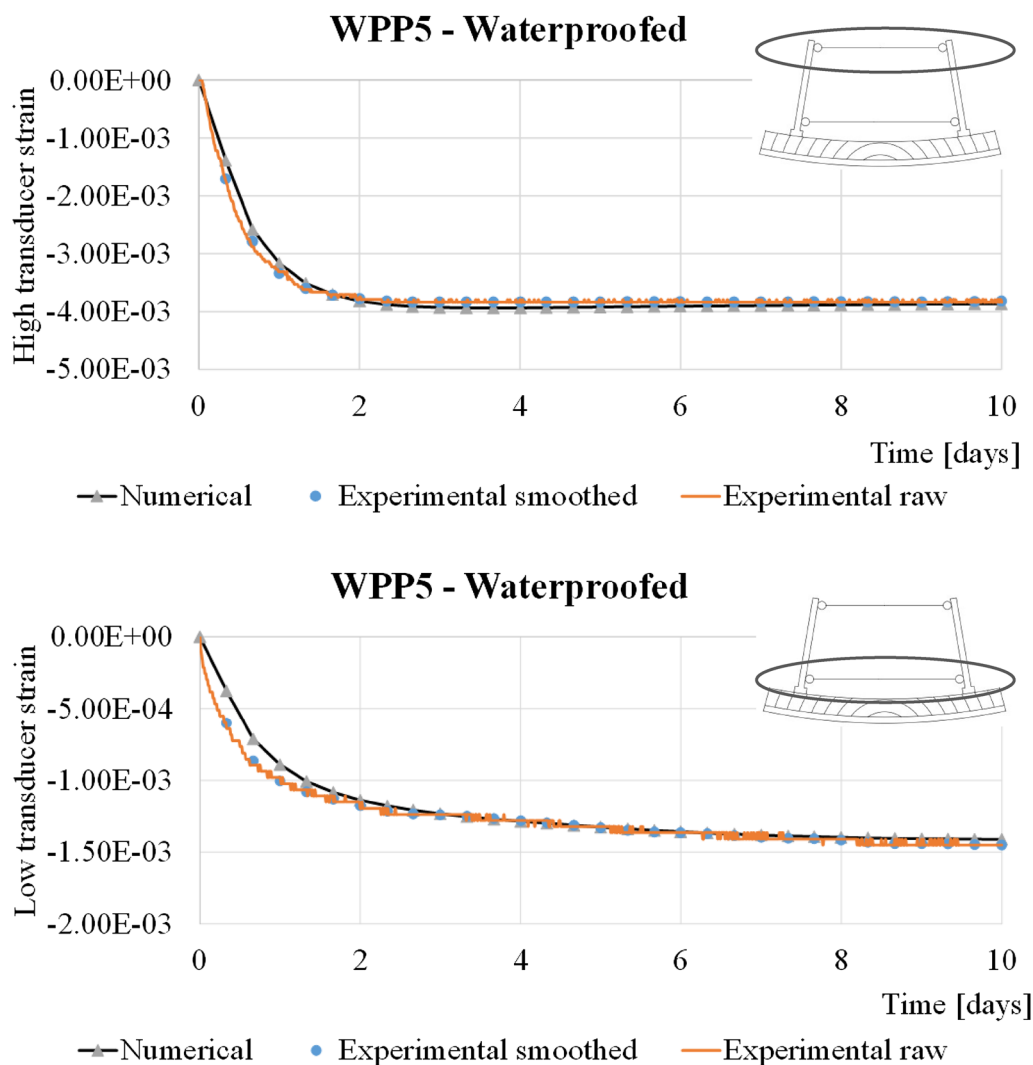 WPP5 - Waterproofed
High transducer strain
0.00E+00
-1.00E-03
-2.00E-03
-3.00E-03
-4.00E-03
-5.00E-03
0 2 4 6 8 10
Time [days]
Numerical Experimental smoothed Experimental raw
WPP5 - Waterproofed
Low transducer strain
0.00E+00
-5.00E-04
-1.00E-03
-1.50E-03
-2.00E-03
0 2 4 6 8 10
Time [days]
Numerical Experimental smoothed Experimental raw